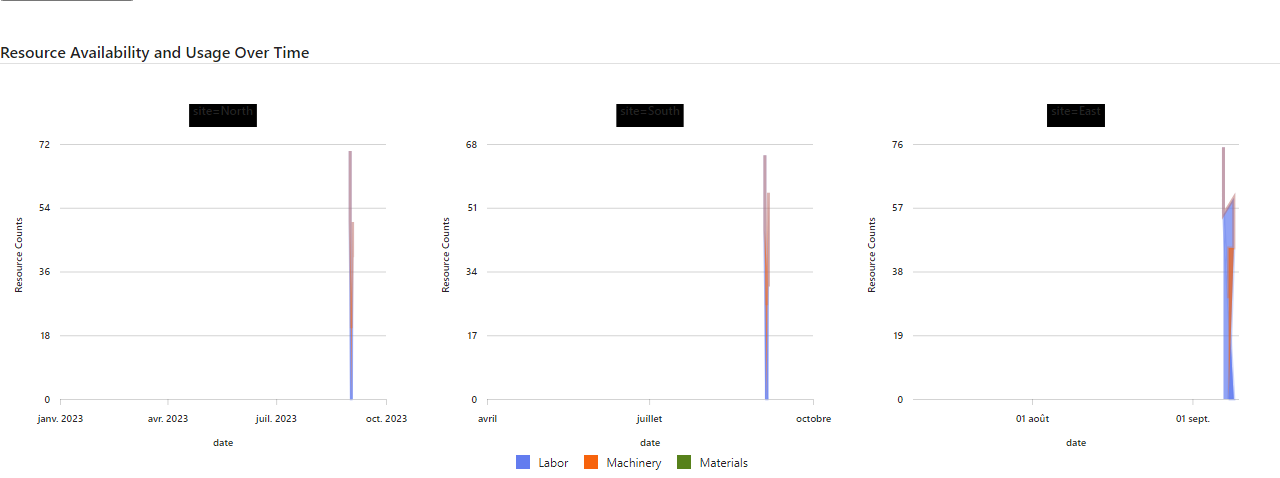 Resource Availability and Usage Over Time
site=North
site=South
site=East
72
54
36
18
0
Resource Counts
janv. 2023
avr. 2023
juil. 2023
oct. 2023
date
68
51
34
17
0
Resource Counts
avril
juillet
octobre
date
76
57
38
19
0
Resource Counts
01 août
01 sept.
date
Labor
Machinery
Materials